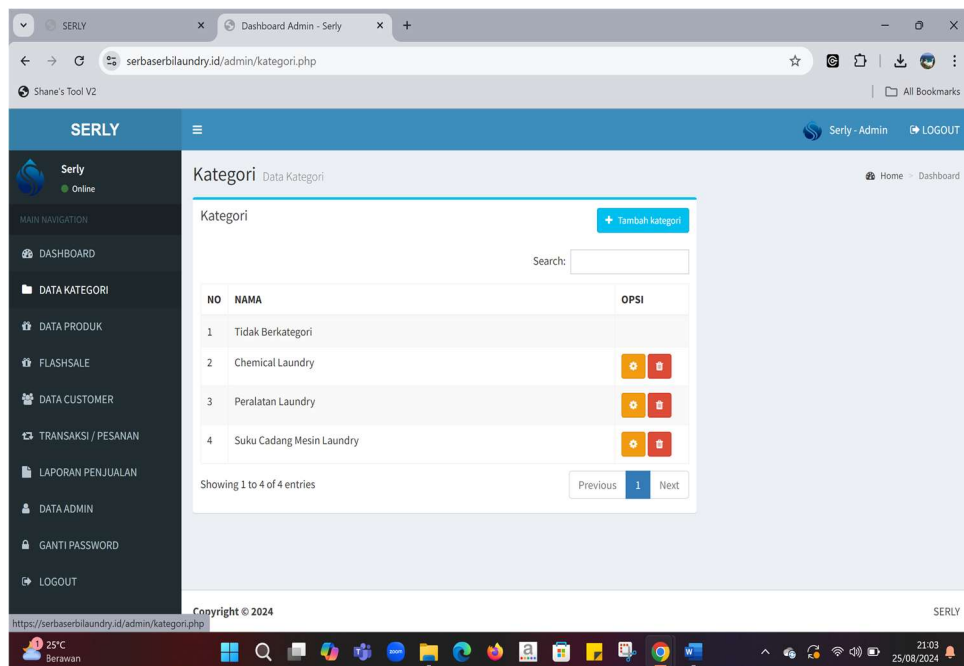 SERLY
Dashboard Admin - Serly
serbaserbilaundry.id/admin/kategori.php
Shane's Tool V2
All Bookmarks
SERLY
Serly - Admin
LOGOUT
Serly
Online
Kategori Data Kategori
Home > Dashboard
MAIN NAVIGATION
DASHBOARD
DATA KATEGORI
DATA PRODUK
FLASHSALE
DATA CUSTOMER
TRANSAKSI / PESANAN
LAPORAN PENJUALAN
DATA ADMIN
GANTI PASSWORD
LOGOUT
Kategori
+ Tambah kategori
Search:
NO NAMA OPSI
1 Tidak Berkategori
2 Chemical Laundry
3 Peralatan Laundry
4 Suku Cadang Mesin Laundry
Showing 1 to 4 of 4 entries
Previous 1 Next
Copyright © 2024
SERLY
https://serbaserbilaundry.id/admin/kategori.php
1
25°C
Berawan
zoom
a
W
21:03
25/08/2024